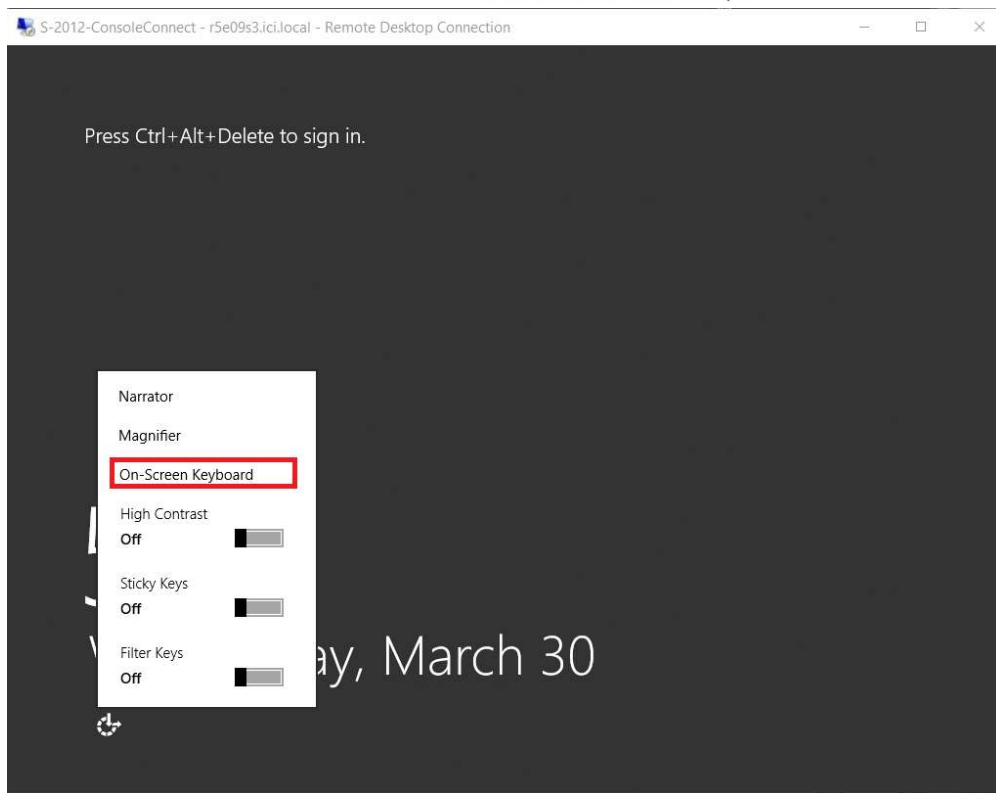 S-2012-ConsoleConnect - r5e09s3.ici.local - Remote Desktop Connection
Press Ctrl+Alt+Delete to sign in.
Narrator
Magnifier
On-Screen Keyboard
High Contrast
Off
Sticky Keys
Off
Filter Keys
Off
ay, March 30